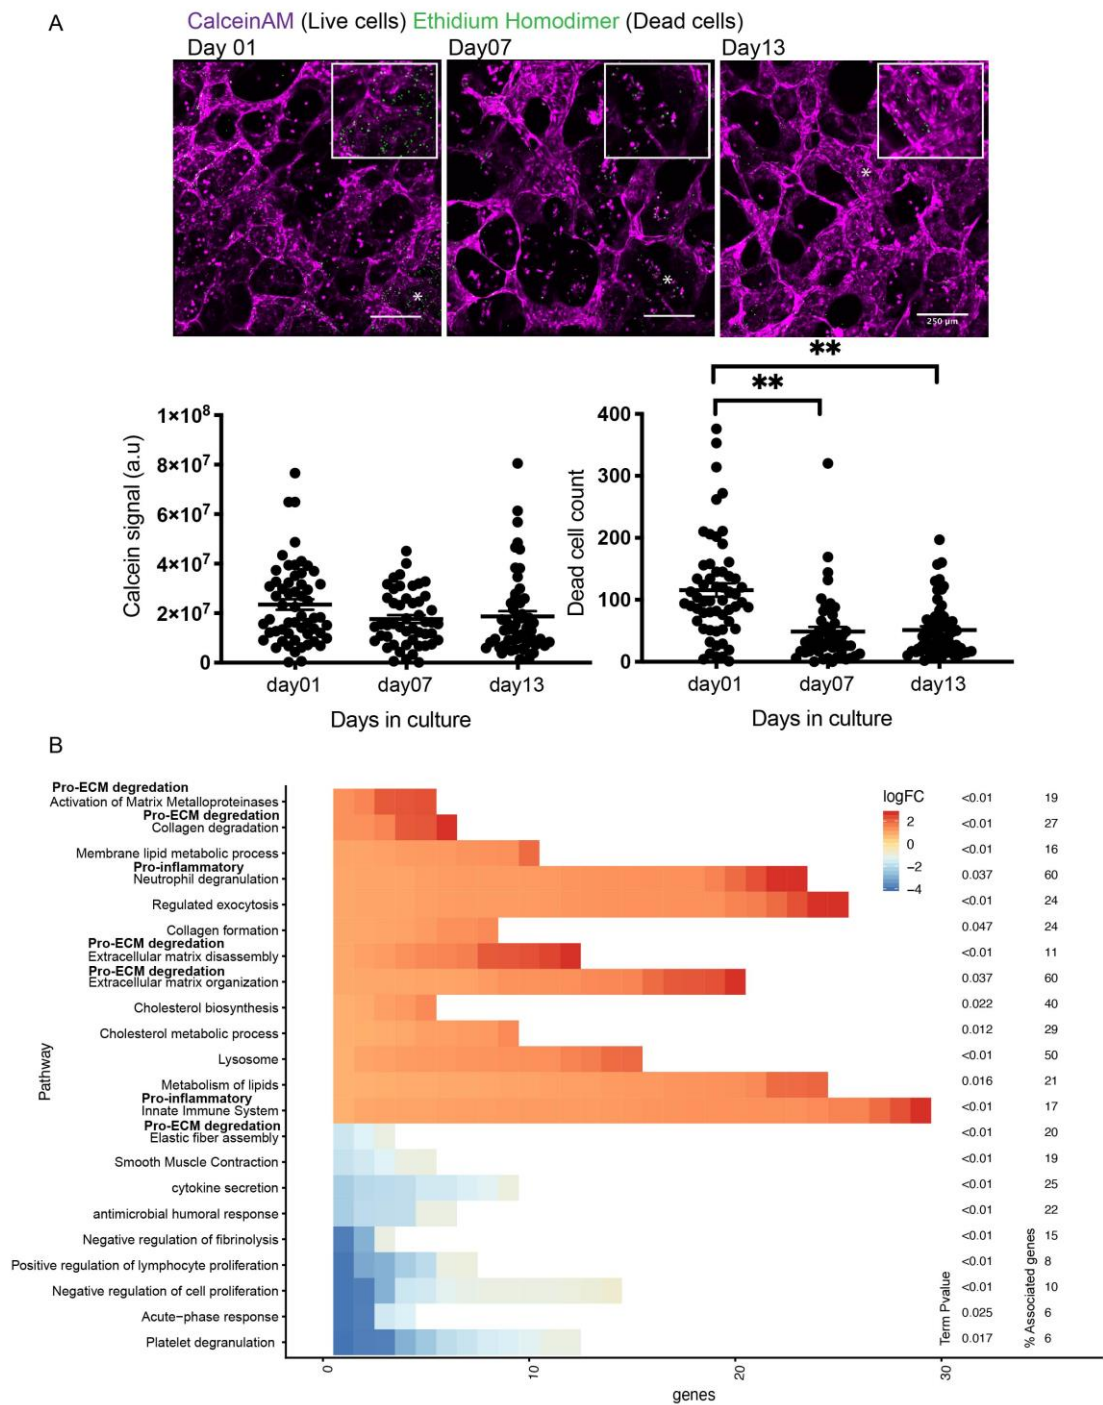 A
CalceinAM (Live cells) Ethidium Homodimer (Dead cells)
Day 01
Day07
Day13
*
*
*
250 µm
**
**
Calcein signal (a.u)
1×10⁸
8×10⁷
6×10⁷
4×10⁷
2×10⁷
0
day01 day07 day13
Days in culture
Dead cell count
400
300
200
100
0
day01 day07 day13
Days in culture
B
Pathway
Pro-ECM degredation
Activation of Matrix Metalloproteinases <0.01 19
Pro-ECM degredation
Collagen degradation <0.01 27
Membrane lipid metabolic process <0.01 16
Pro-inflammatory
Neutrophil degranulation 0.037 60
Regulated exocytosis <0.01 24
Collagen formation 0.047 24
Pro-ECM degredation
Extracellular matrix disassembly <0.01 11
Pro-ECM degredation
Extracellular matrix organization 0.037 60
Cholesterol biosynthesis 0.022 40
Cholesterol metabolic process 0.012 29
Lysosome <0.01 50
Metabolism of lipids 0.016 21
Pro-inflammatory
Innate Immune System <0.01 17
Pro-ECM degredation
Elastic fiber assembly <0.01 20
Smooth Muscle Contraction <0.01 19
cytokine secretion <0.01 25
antimicrobial humoral response <0.01 22
Negative regulation of fibrinolysis <0.01 15
Positive regulation of lymphocyte proliferation <0.01 8
Negative regulation of cell proliferation <0.01 10
Acute−phase response 0.025 6
Platelet degranulation 0.017 6
logFC
2
0
−2
−4
Term Pvalue
% Associated genes
0 10 20 30
genes